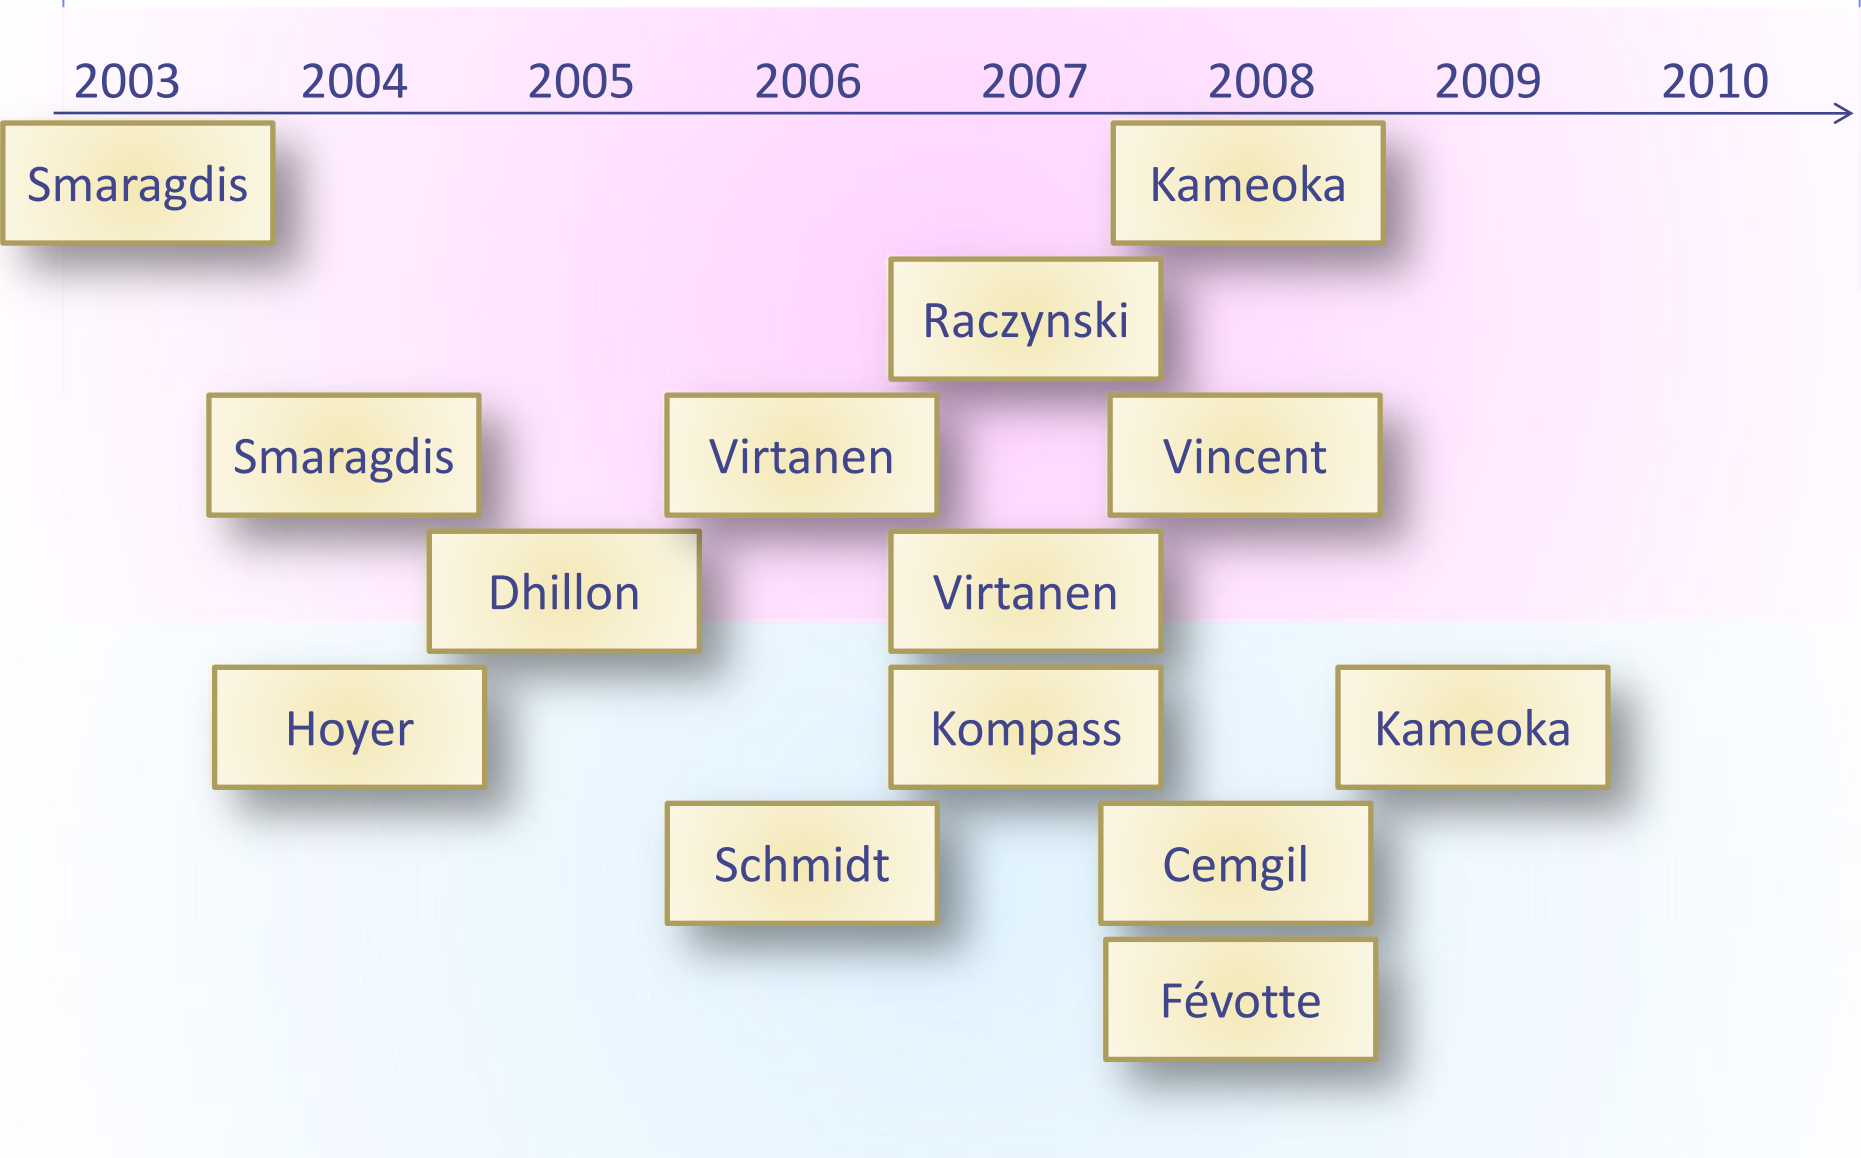 2003 2004 2005 2006 2007 2008 2009 2010
Smaragdis Kameoka
Raczynski
Smaragdis Virtanen Vincent
Dhillon Virtanen
Hoyer Kompass Kameoka
Schmidt Cemgil
Févotte